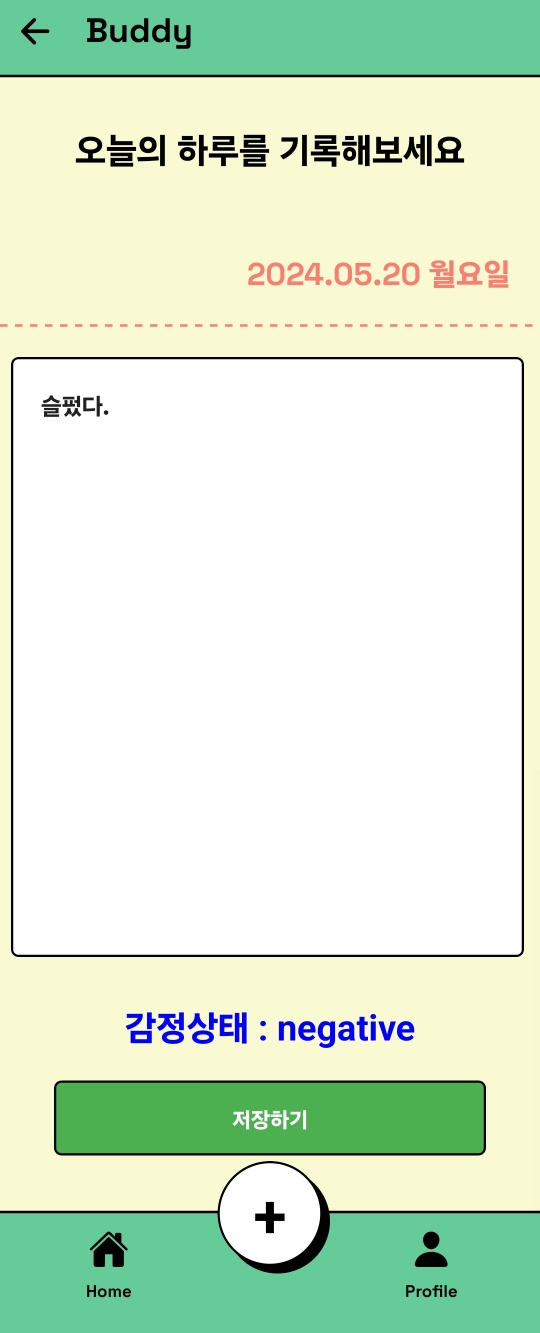 Buddy
오늘의 하루를 기록해보세요
2024.05.20 월요일
슬펐다.
감정상태 : negative
저장하기
+
Home
Profile